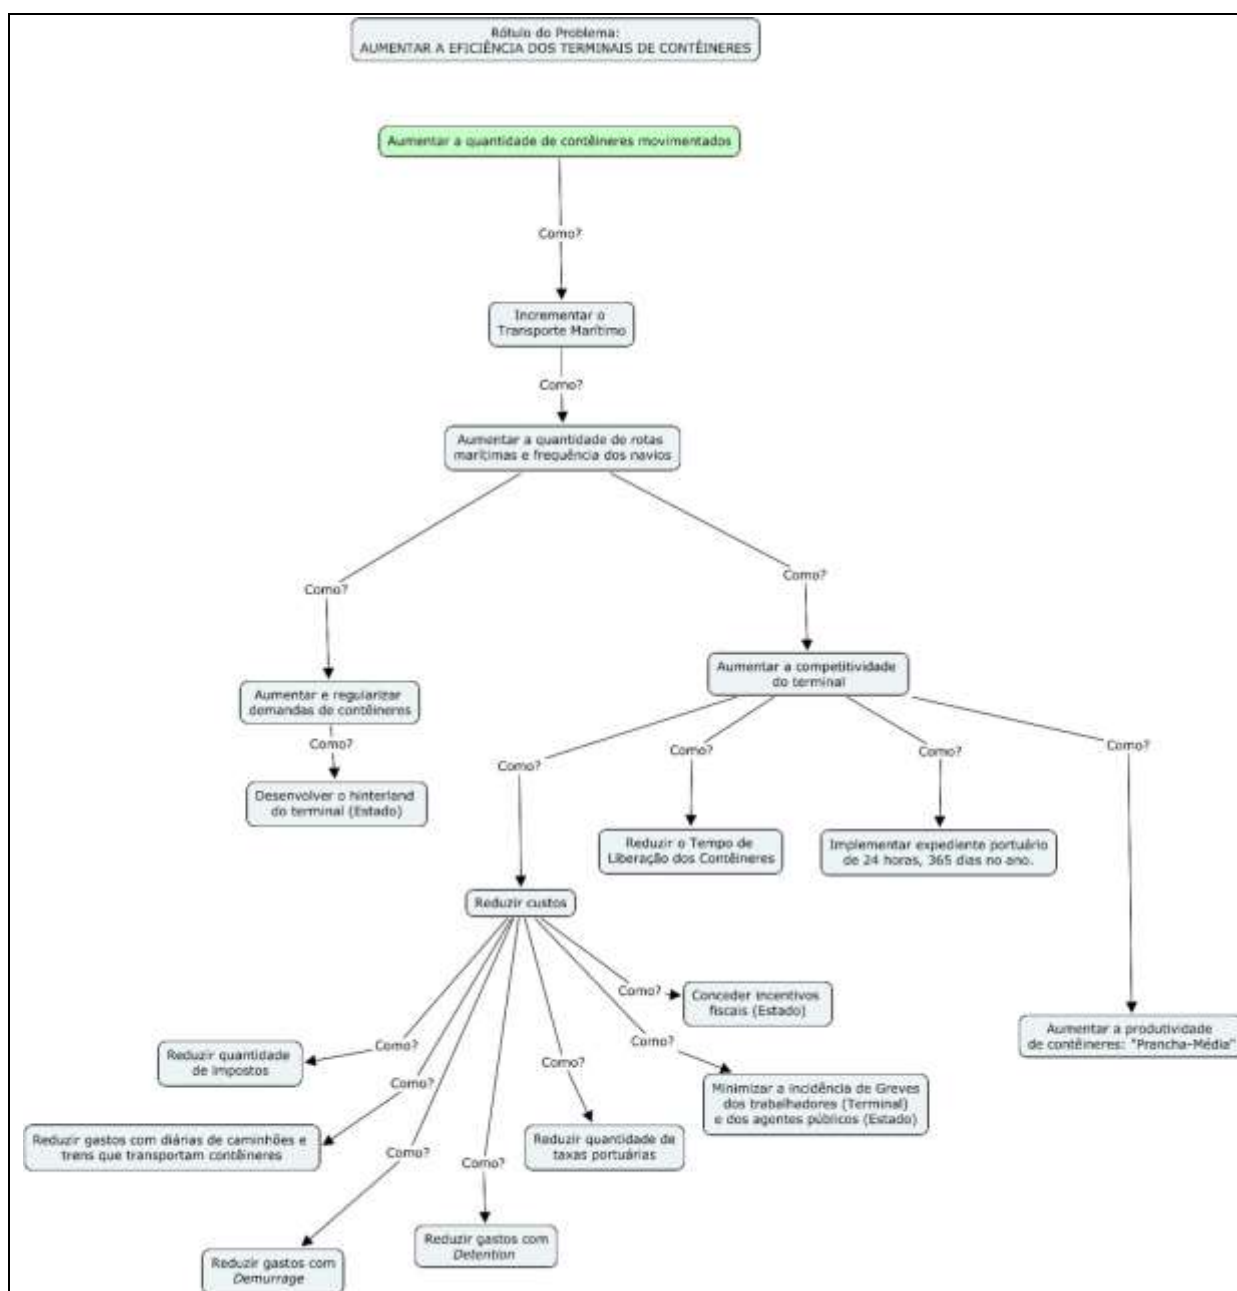 Rótulo do Problema:
AUMENTAR A EFICIÊNCIA DOS TERMINAIS DE CONTÊINERES
Aumentar a quantidade de contêineres movimentados
Como?
Incrementar o
Transporte Marítimo
Como?
Aumentar a quantidade de rotas
marítimas e frequência dos navios
Como?
Como?
Aumentar a competitividade
do terminal
Aumentar e regularizar
demandas de contêineres
Como?
Como?
Como?
Como?
Como?
Desenvolver o hinterland
do terminal (Estado)
Reduzir o Tempo de
Liberação dos Contêineres
Implementar expediente portuário
de 24 horas, 365 dias no ano.
Reduzir custos
Como?
Conceder incentivos
fiscais (Estado)
Aumentar a produtividade
de contêineres: "Prancha-Média"
Como?
Como?
Reduzir quantidade
de impostos
Como?
Como?
Minimizar a incidência de Greves
dos trabalhadores (Terminal)
e dos agentes públicos (Estado)
Reduzir gastos com diárias de caminhões e
trens que transportam contêineres
Reduzir quantidade de
taxas portuárias
Como?
Como?
Reduzir gastos com
Detention
Reduzir gastos com
Demurrage